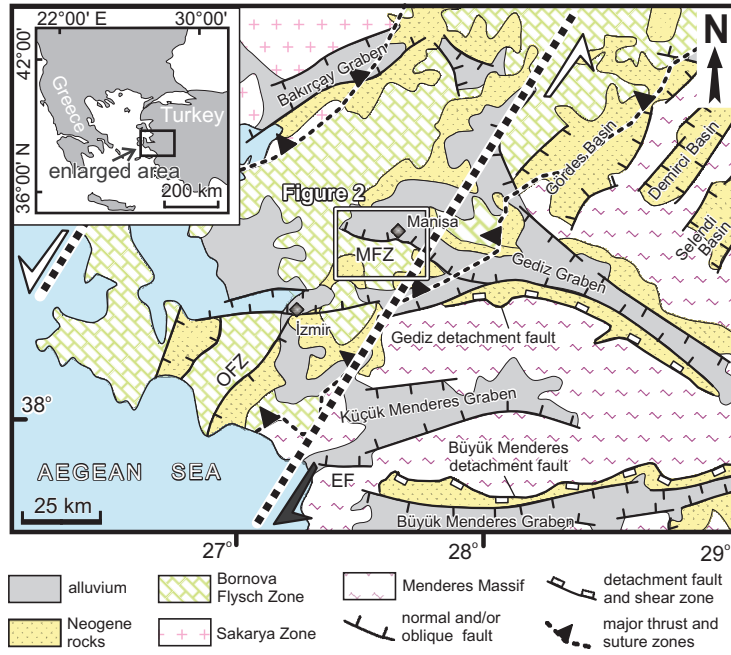 22°00' E
30°00'
42°00'
36°00' N
Greece
Turkey
enlarged area
200 km
N
Bakırçay Graben
Gördes Basin
Demirci Basin
Selendi
Basin
Figure 2
Manisa
MFZ
Gediz Graben
İzmir
Gediz detachment
fault
OFZ
38°
Küçük Menderes Graben
Büyük Menderes
detachment fault
AEGEAN SEA
EF
25 km
Büyük Menderes Graben
27°
28°
29°
alluvium
Neogene
rocks
Bornova
Flysch Zone
Sakarya Zone
Menderes Massif
normal and/or
oblique fault
detachment fault
and shear zone
major thrust and
suture zones